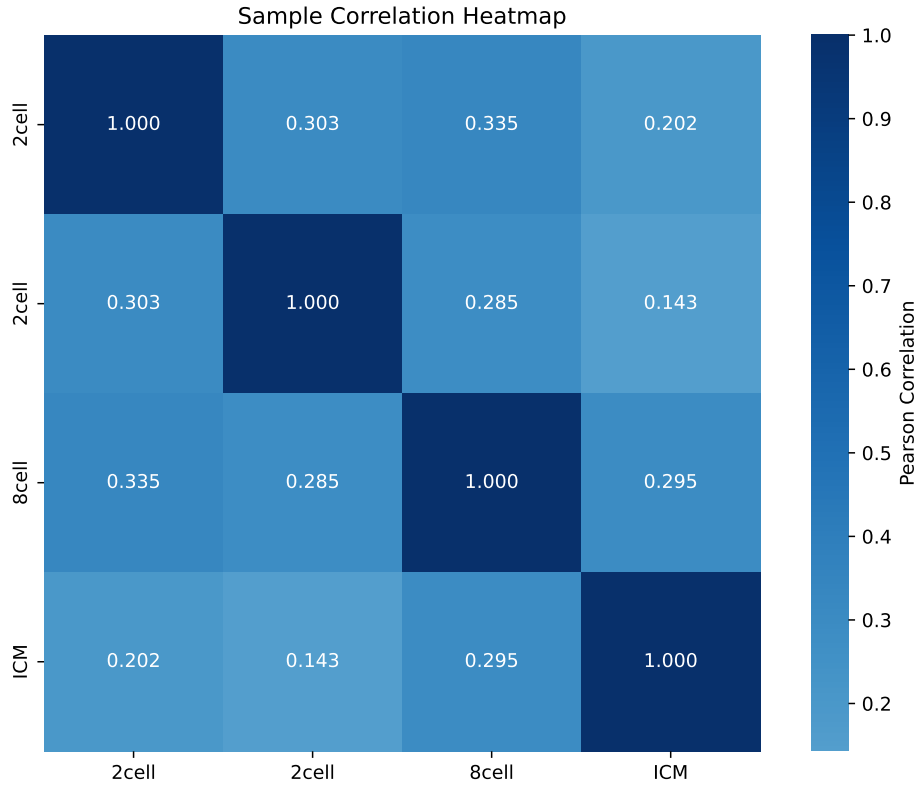 Sample Correlation Heatmap
2cell 1.000 0.303 0.335 0.202
2cell 0.303 1.000 0.285 0.143
8cell 0.335 0.285 1.000 0.295
ICM 0.202 0.143 0.295 1.000
2cell 2cell 8cell ICM
1.0
0.9
0.8
0.7
0.6
0.5
0.4
0.3
0.2
Pearson Correlation